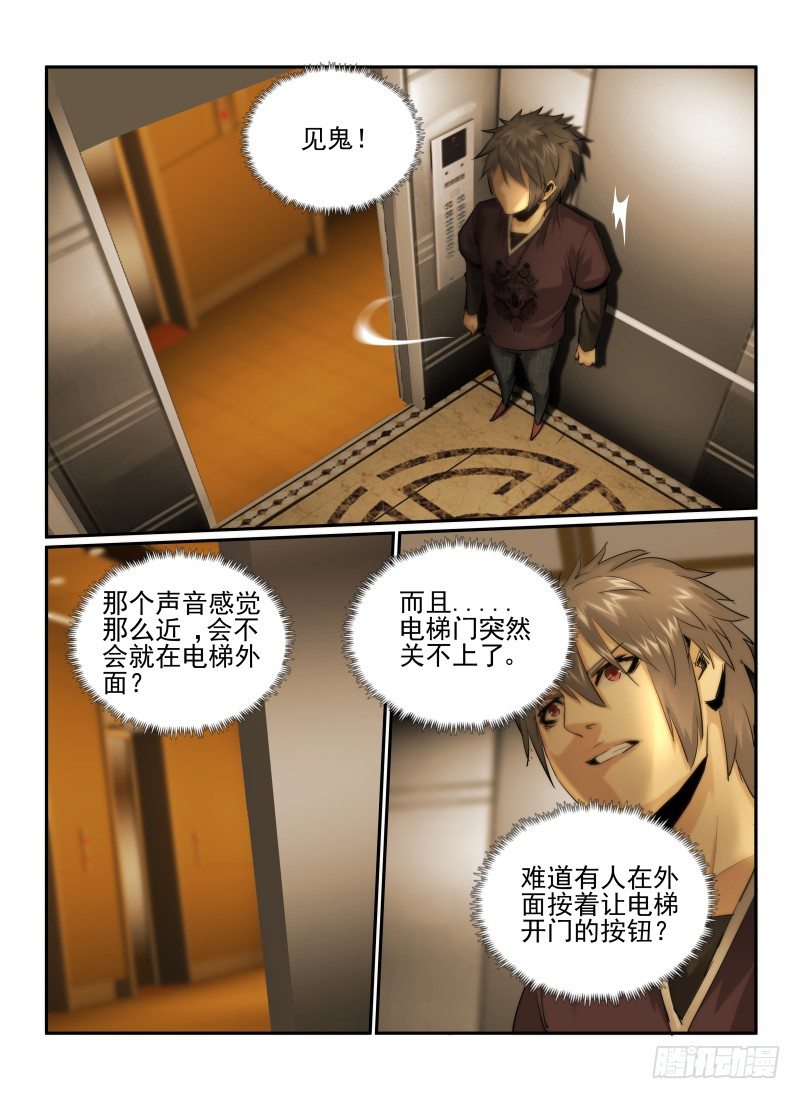 见鬼！
那个声音感觉
那么近，会不
会就在电梯外
面？
而且.....
电梯门突然
关不上了。
难道有人在外
面按着让电梯
开门的按钮？
腾讯动漫